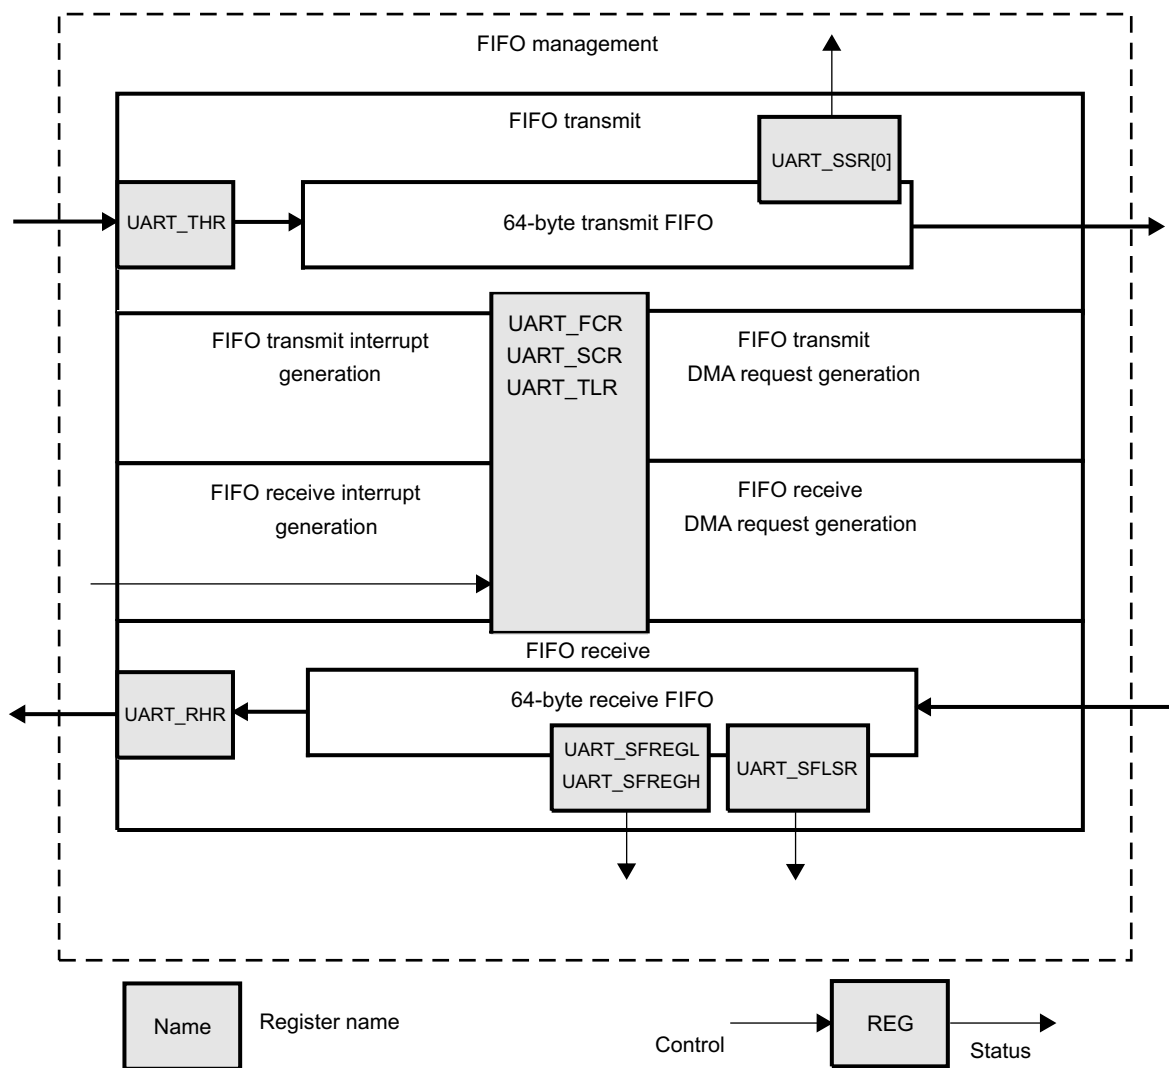 FIFO management
FIFO transmit
UART_SSR[0]
UART_THR
64-byte transmit FIFO
UART_FCR
UART_SCR
UART_TLR
FIFO transmit interrupt
generation
FIFO transmit
DMA request generation
FIFO receive interrupt
generation
FIFO receive
DMA request generation
FIFO receive
64-byte receive FIFO
UART_RHR
UART_SFREGL
UART_SFREGH
UART_SFLSR
Name
Register name
Control
REG
Status